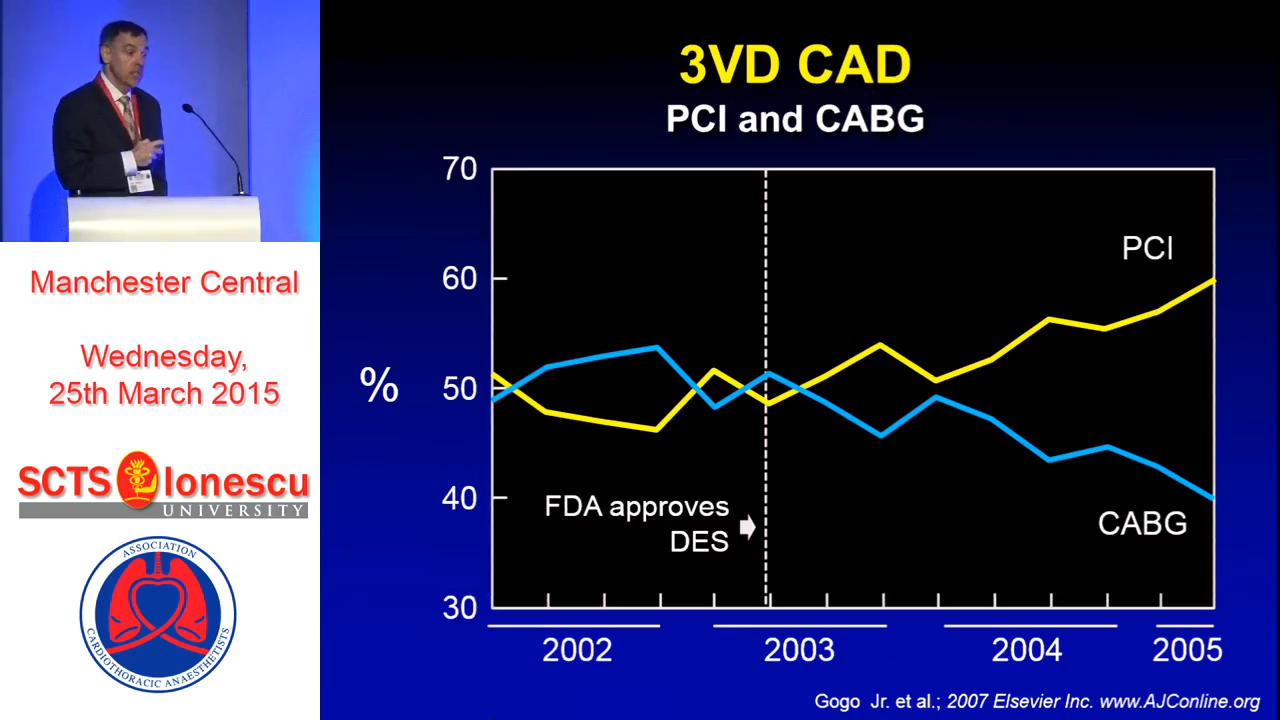 3VD CAD
PCI and CABG
70
60
50
40
30
%
PCI
CABG
FDA approves
DES
2002
2003
2004
2005
Gogo Jr. et al.; 2007 Elsevier Inc. www.AJConline.org
Manchester Central
Wednesday,
25th March 2015
SCTS Ionescu
UNIVERSITY
ASSOCIATION
CARDIOTHORACIC ANAESTHETISTS